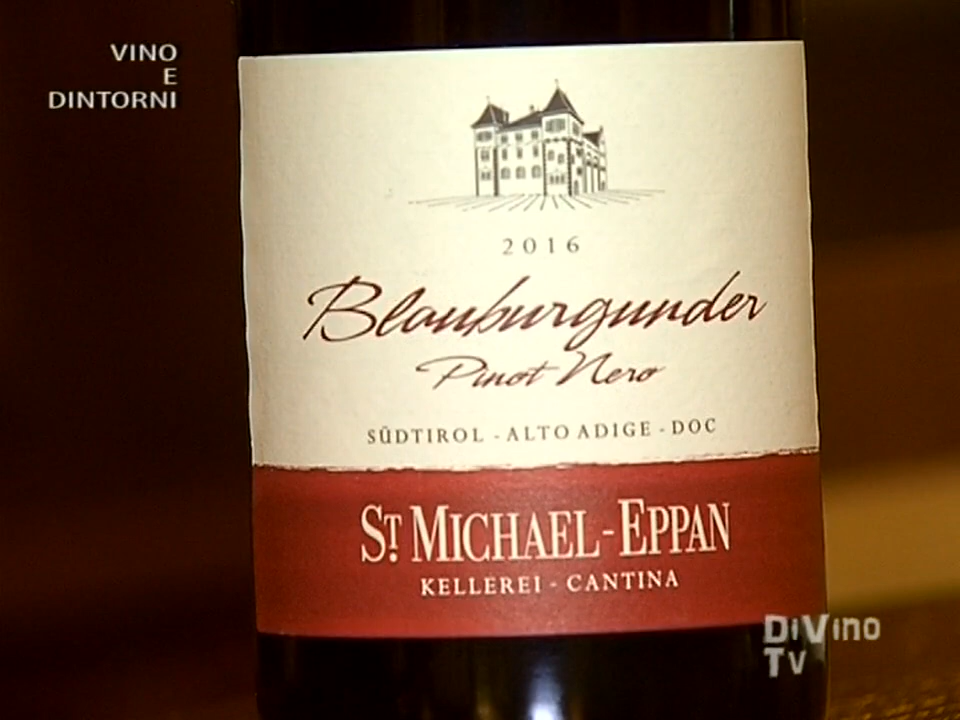 VINO
E
DINTORNI
2016
Blauburgunder
Pinot Nero
SÜDTIROL - ALTO ADIGE - DOC
ST. MICHAEL - EPPAN
KELLEREI - CANTINA
DiVino
Tv